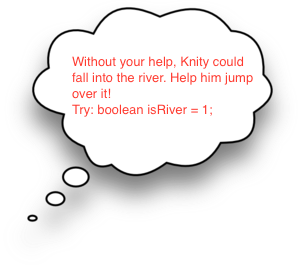 Without your help, Knity could
fall into the river. Help him jump
over it!
Try: boolean isRiver = 1;